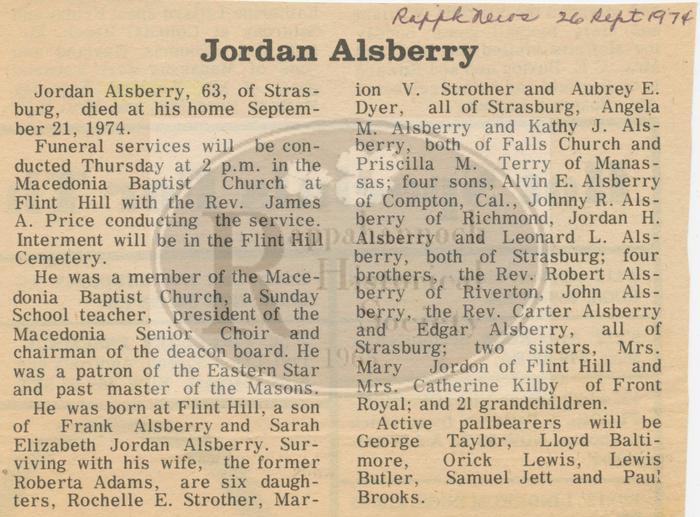 Rappk News 26 Sept 1974
Jordan Alsberry
Jordan Alsberry, 63, of Stras-
burg, died at his home Septem-
ber 21, 1974.
Funeral services will be con-
ducted Thursday at 2 p.m. in the
Macedonia Baptist Church at
Flint Hill with the Rev. James
A. Price conducting the service.
Interment will be in the Flint Hill
Cemetery.
He was a member of the Mace-
donia Baptist Church, a Sunday
School teacher, president of the
Macedonia Senior Choir and
chairman of the deacon board. He
was a patron of the Eastern Star
and past master of the Masons.
He was born at Flint Hill, a son
of Frank Alsberry and Sarah
Elizabeth Jordan Alsberry. Sur-
viving with his wife, the former
Roberta Adams, are six daugh-
ters, Rochelle E. Strother, Mar-
ion V. Strother and Aubrey E.
Dyer, all of Strasburg, Angela
M. Alsberry and Kathy J. Als-
berry, both of Falls Church and
Priscilla M. Terry of Manas-
sas; four sons, Alvin E. Alsberry
of Compton, Cal., Johnny R. Als-
berry of Richmond, Jordan H.
Alsberry and Leonard L. Als-
berry, both of Strasburg; four
brothers, the Rev. Robert Als-
berry of Riverton, John Als-
berry, the Rev. Carter Alsberry
and Edgar Alsberry, all of
Strasburg; two sisters, Mrs.
Mary Jordon of Flint Hill and
Mrs. Catherine Kilby of Front
Royal; and 21 grandchildren.
Active pallbearers will be
George Taylor, Lloyd Balti-
more, Orick Lewis, Lewis
Butler, Samuel Jett and Paul
Brooks.
Rappahannock
Historical
Society